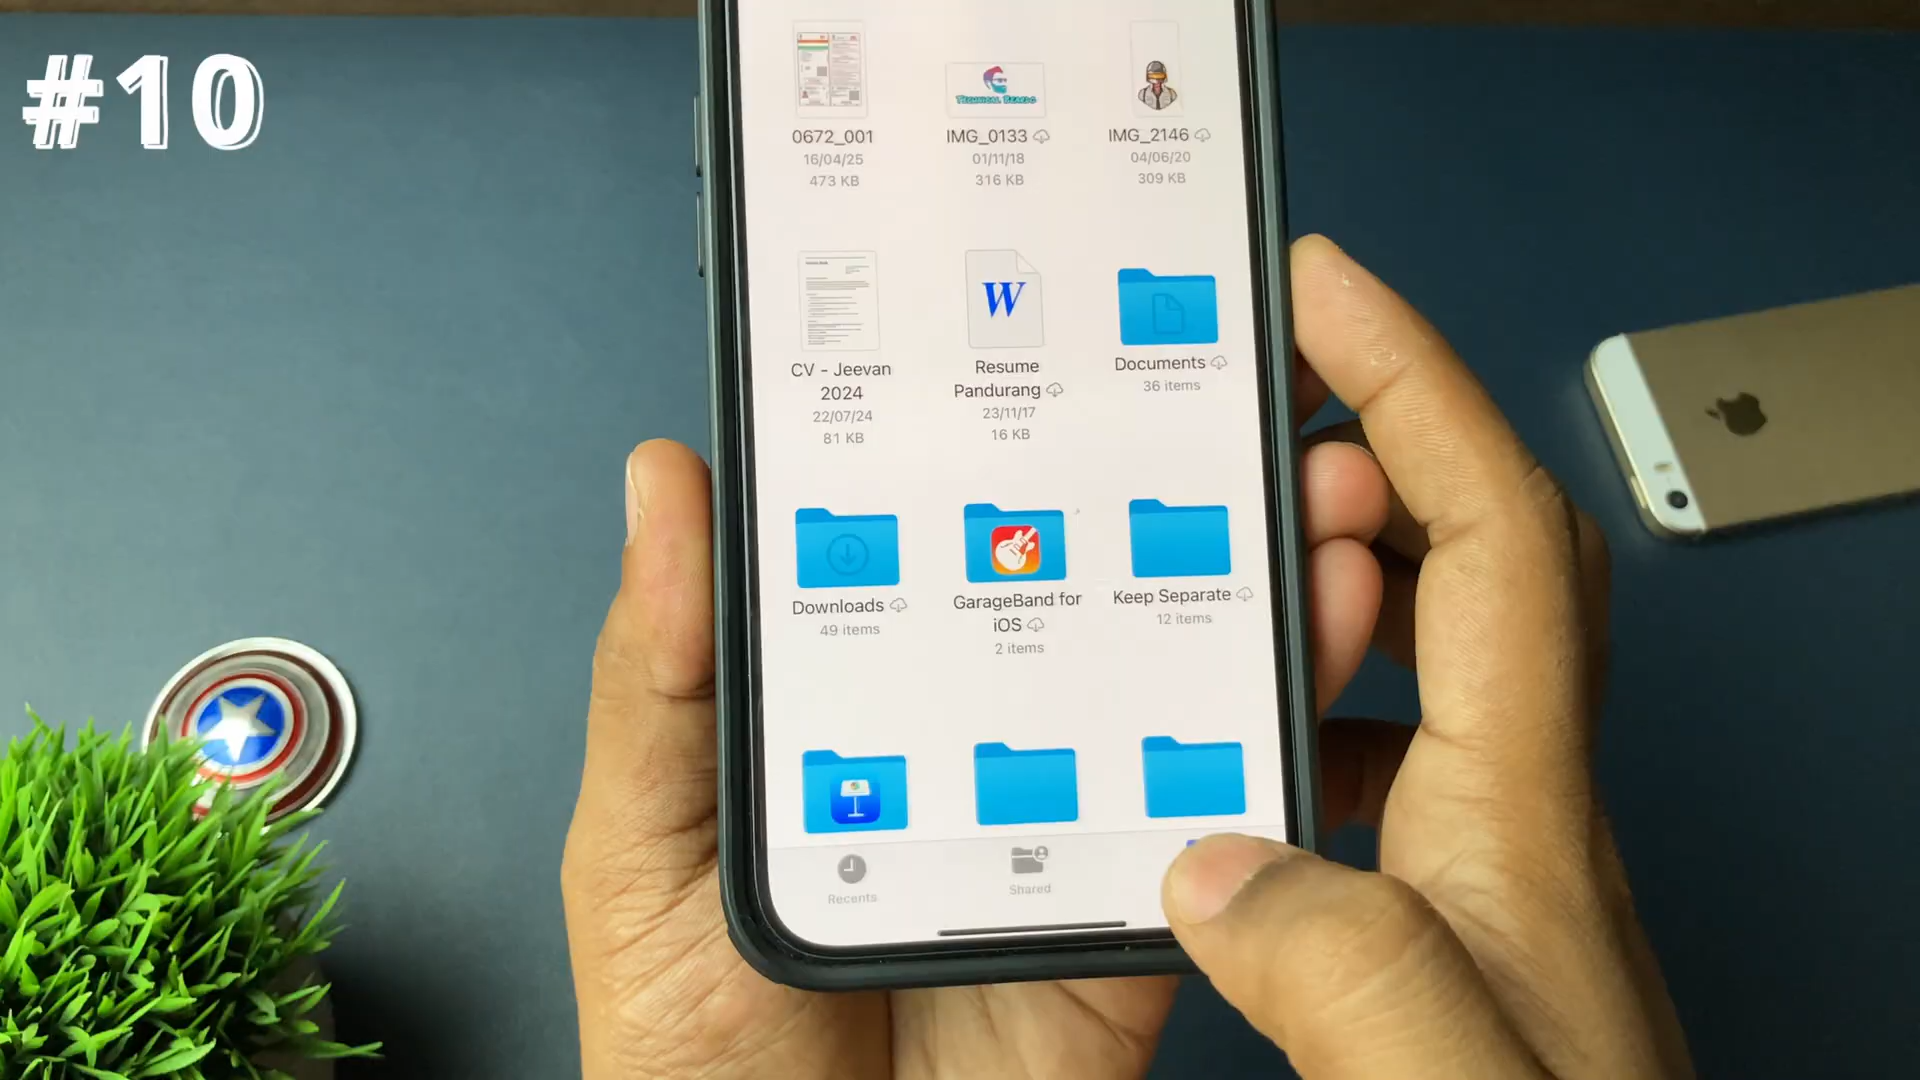 #10
TECHNICAL BEARDO
0672_001
16/04/25
473 KB
IMG_0133
01/11/18
316 KB
IMG_2146
04/06/20
309 KB
CV - Jeevan
2024
22/07/24
81 KB
W
Resume
Pandurang
23/11/17
16 KB
Documents
36 items
Downloads
49 items
GarageBand for
iOS
2 items
Keep Separate
12 items
Recents
Shared